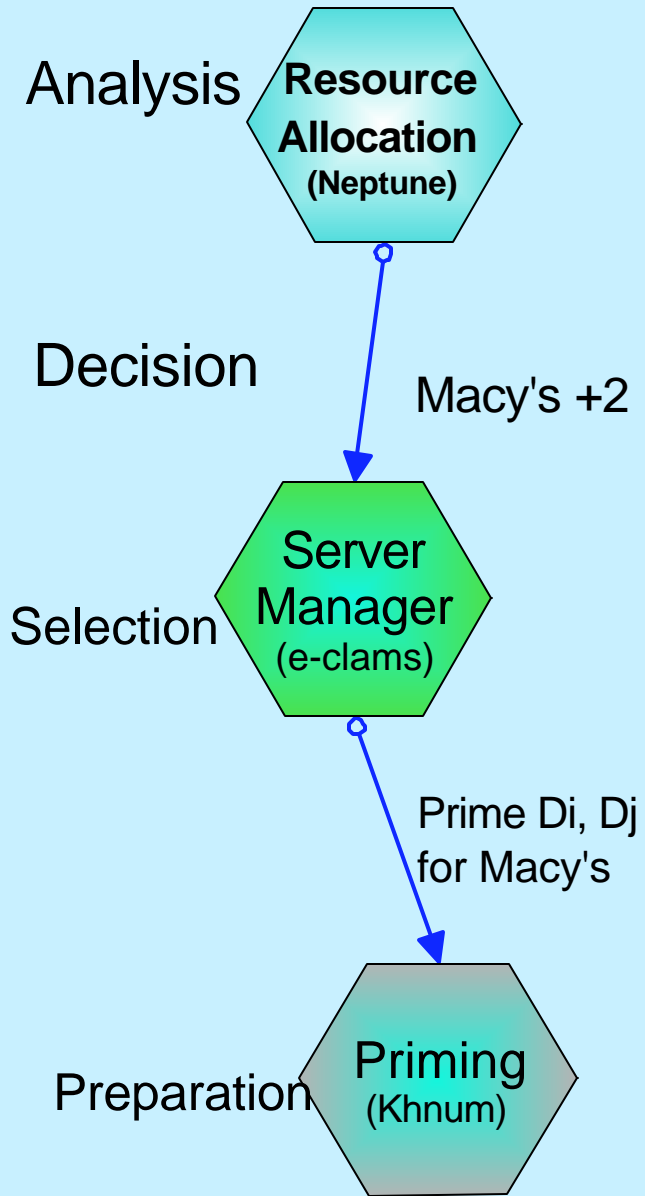 Analysis
Resource
Allocation
(Neptune)
Decision
Macy's +2
Server
Manager
(e-clams)
Selection
Prime Di, Dj
for Macy's
Priming
(Khnum)
Preparation